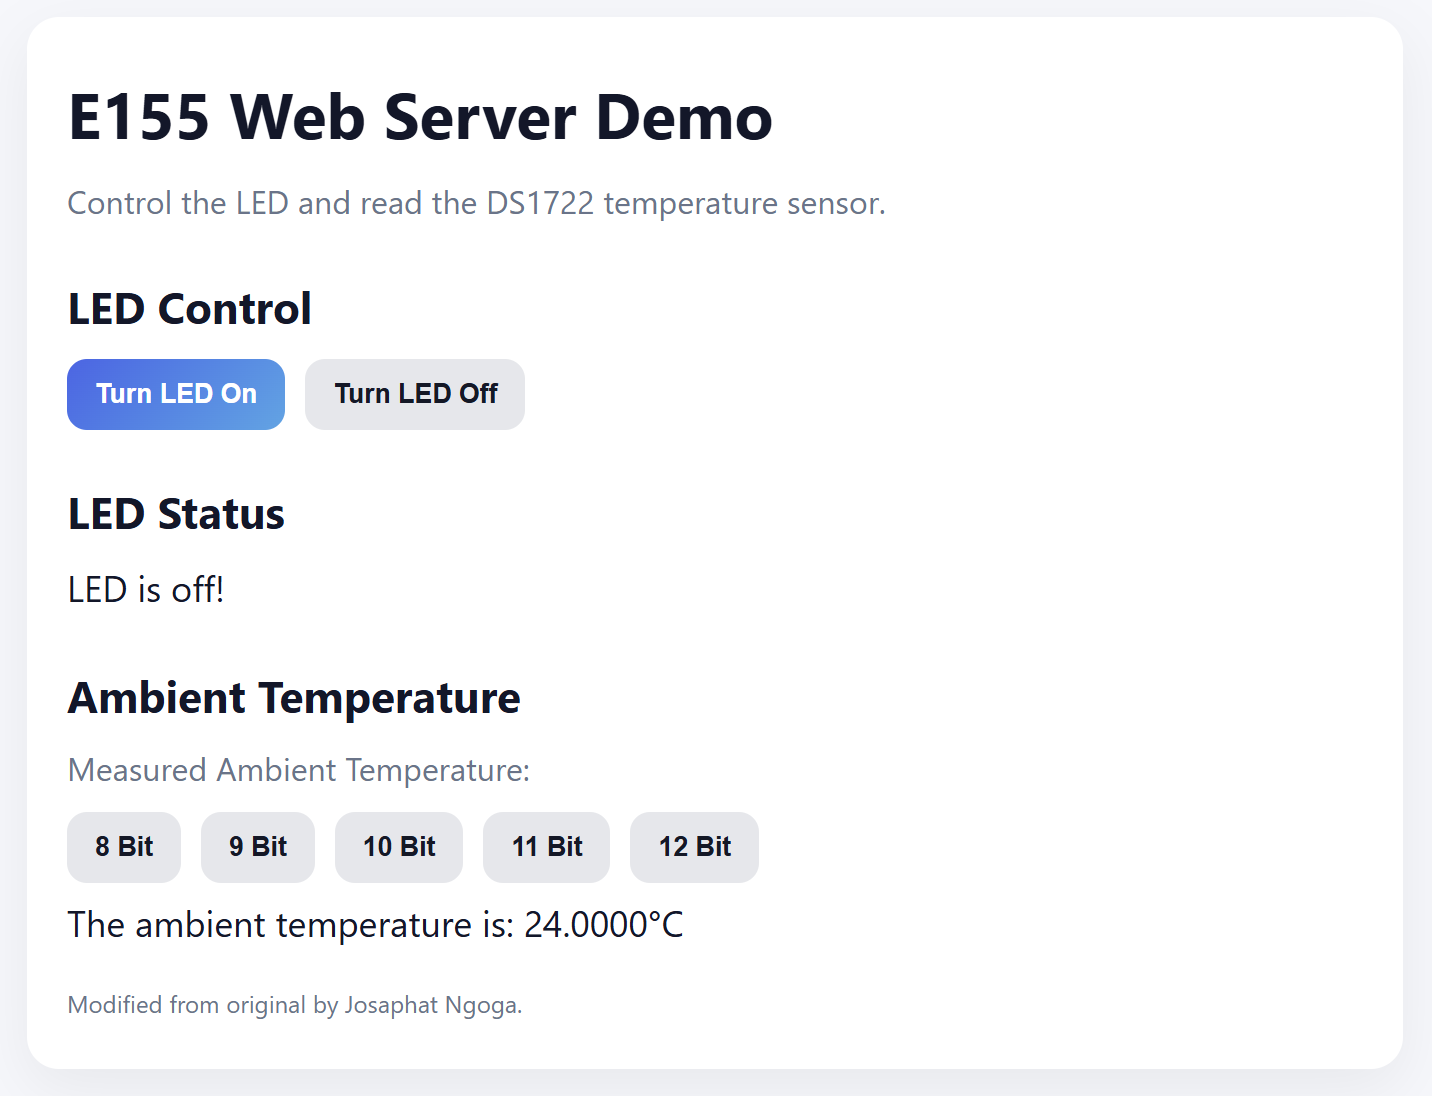 E155 Web Server Demo
Control the LED and read the DS1722 temperature sensor.
LED Control
Turn LED On Turn LED Off
LED Status
LED is off!
Ambient Temperature
Measured Ambient Temperature:
8 Bit 9 Bit 10 Bit 11 Bit 12 Bit
The ambient temperature is: 24.0000°C
Modified from original by Josaphat Ngoga.